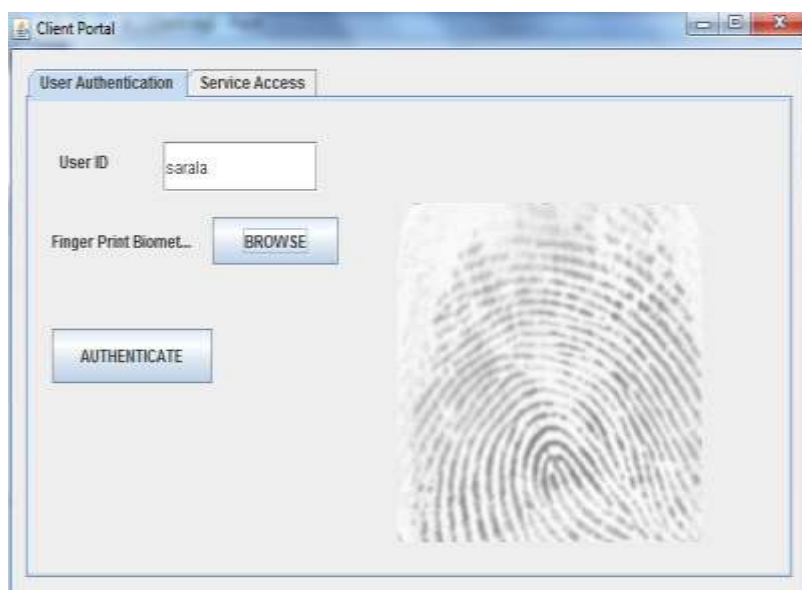 Client Portal
User Authentication Service Access
User ID sarala
Finger Print Biomet... BROWSE
AUTHENTICATE